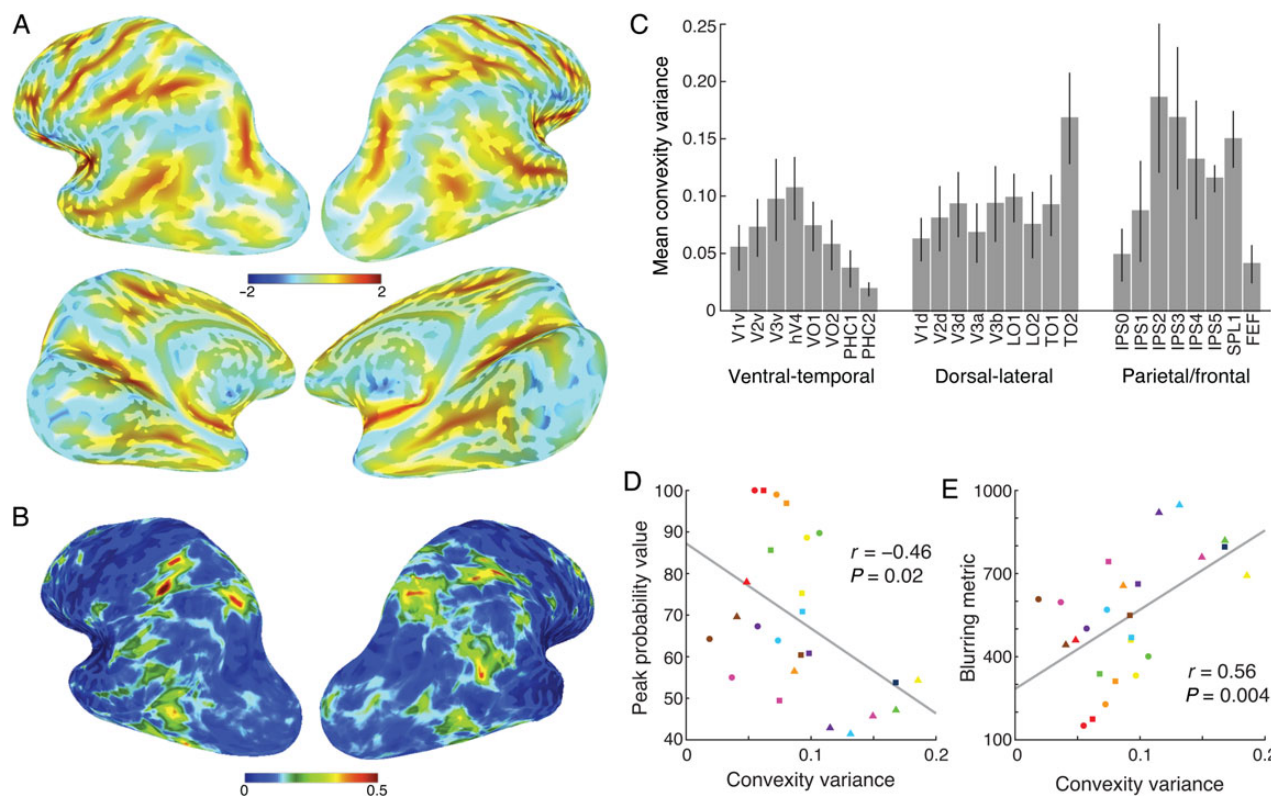 A
−2
2
B
0
0.5
C
Mean convexity variance
0.25
0.20
0.15
0.10
0.05
0
V1v
V2v
V3v
hV4
VO1
VO2
PHC1
PHC2
V1d
V2d
V3d
V3a
V3b
LO1
LO2
TO1
TO2
IPS0
IPS1
IPS2
IPS3
IPS4
IPS5
SPL1
FEF
Ventral-temporal
Dorsal-lateral
Parietal/frontal
D
Peak probability value
100
90
80
70
60
50
40
r = −0.46
P = 0.02
0
0.1
0.2
Convexity variance
E
Blurring metric
1000
700
400
100
r = 0.56
P = 0.004
0
0.1
0.2
Convexity variance